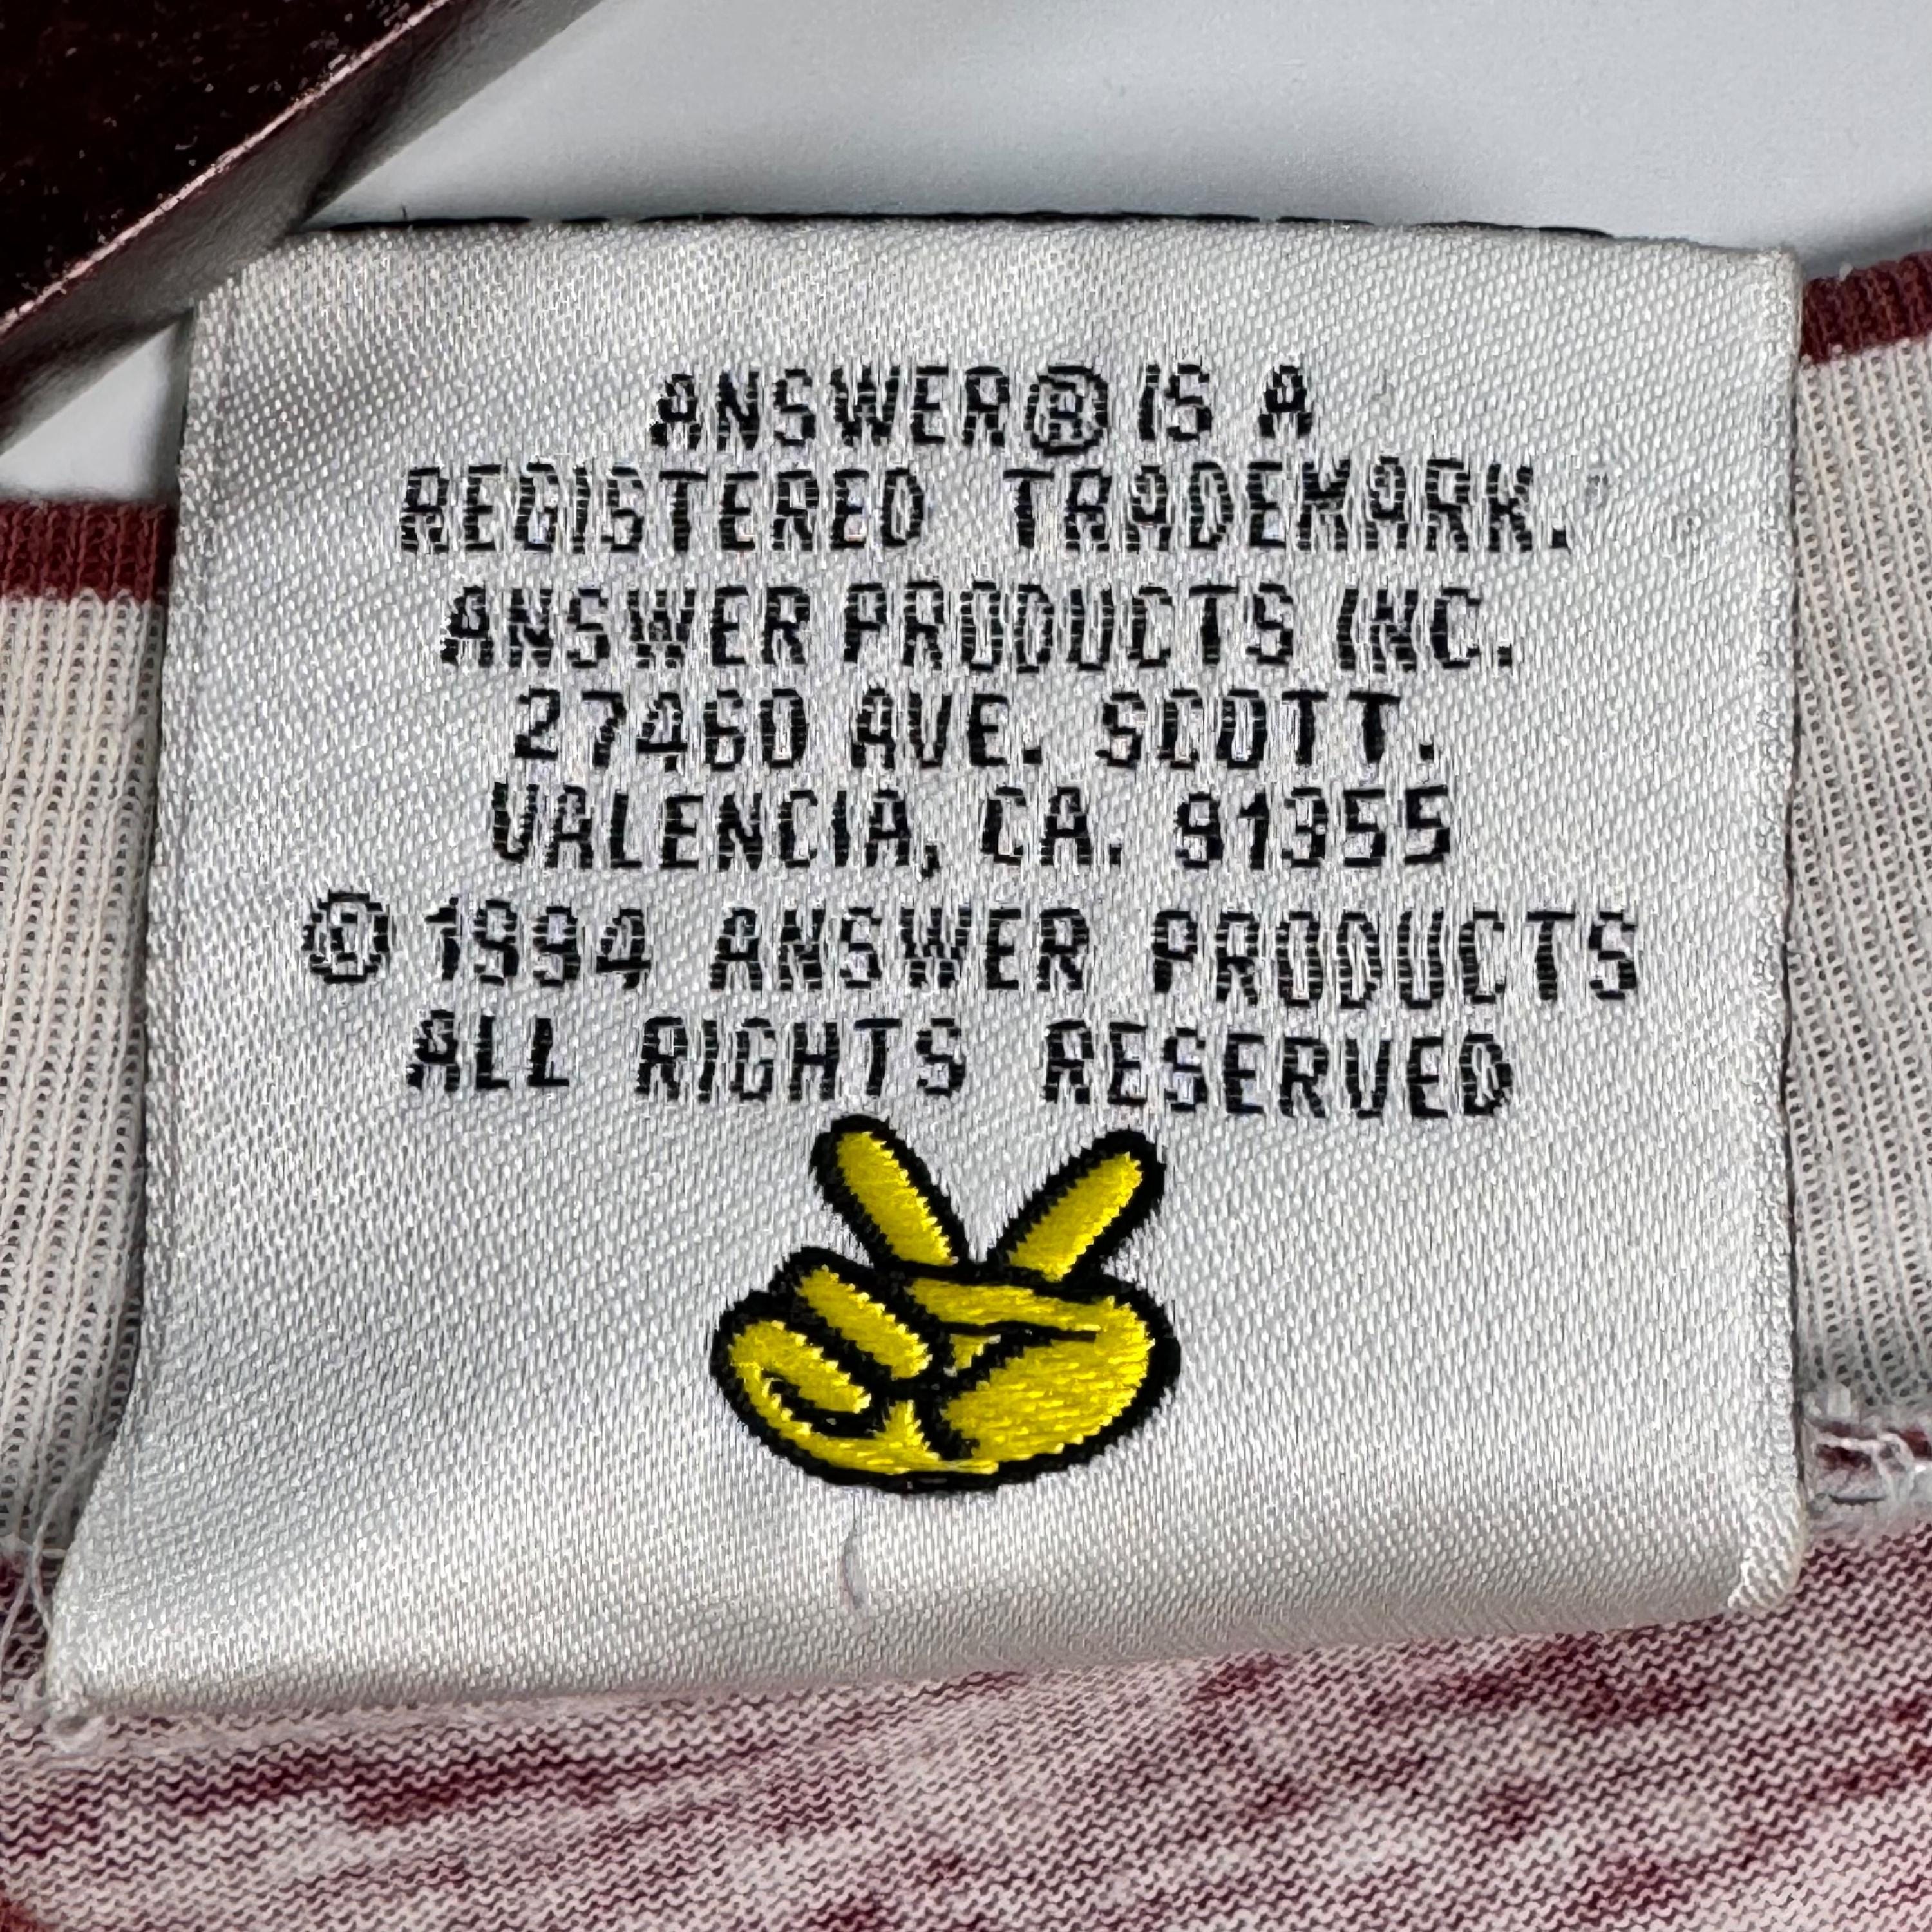 ANSWER® IS A
REGISTERED TRADEMARK.
ANSWER PRODUCTS INC.
27460 AVE. SCOTT.
VALENCIA, CA. 91355
© 1994 ANSWER PRODUCTS
ALL RIGHTS RESERVED